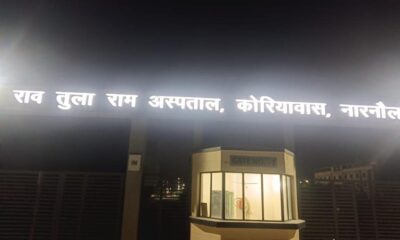 राव तुला राम अस्पताल, कोरियावास, नारनौल